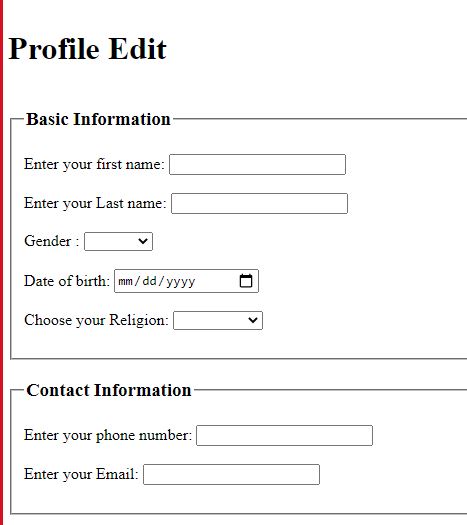 Profile Edit
Basic Information
Enter your first name:
Enter your Last name:
Gender :
Date of birth: mm/dd/yyyy
Choose your Religion:
Contact Information
Enter your phone number:
Enter your Email: